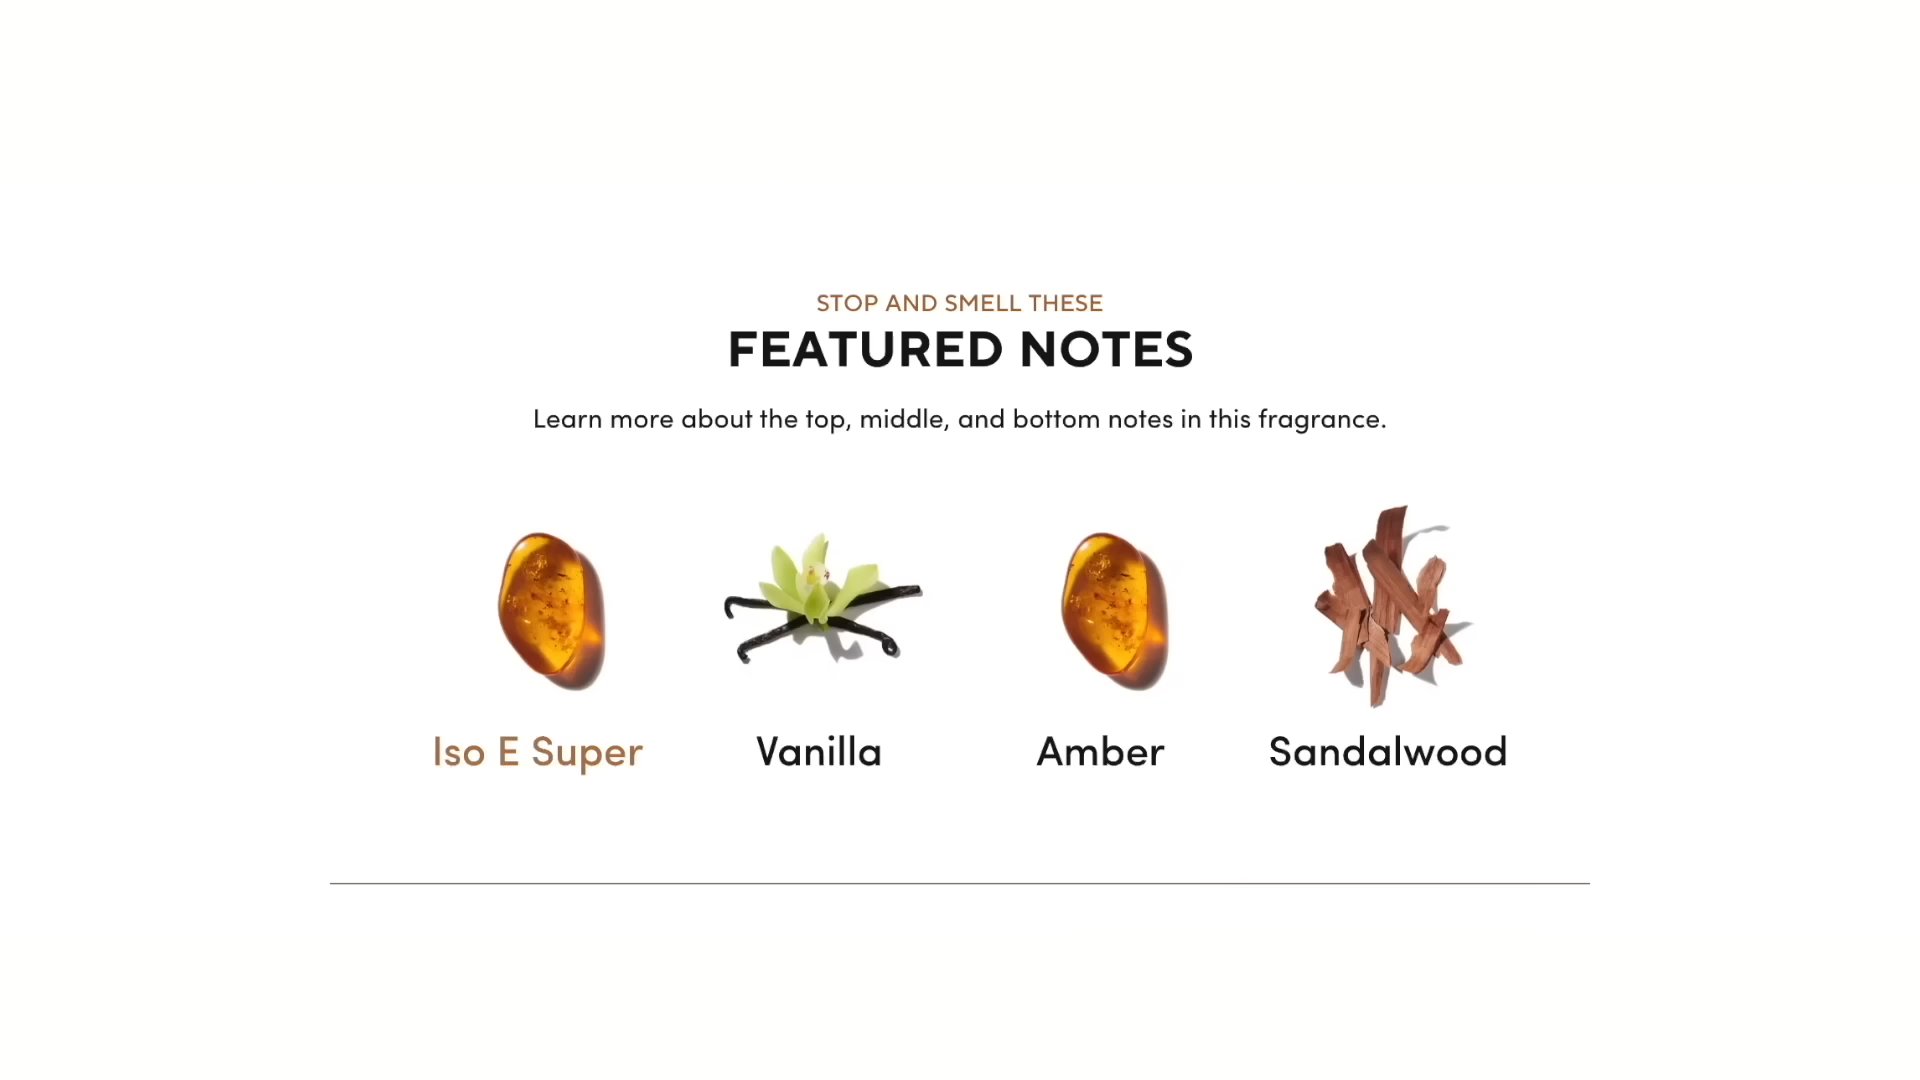 STOP AND SMELL THESE
FEATURED NOTES
Learn more about the top, middle, and bottom notes in this fragrance.
Iso E Super
Vanilla
Amber
Sandalwood